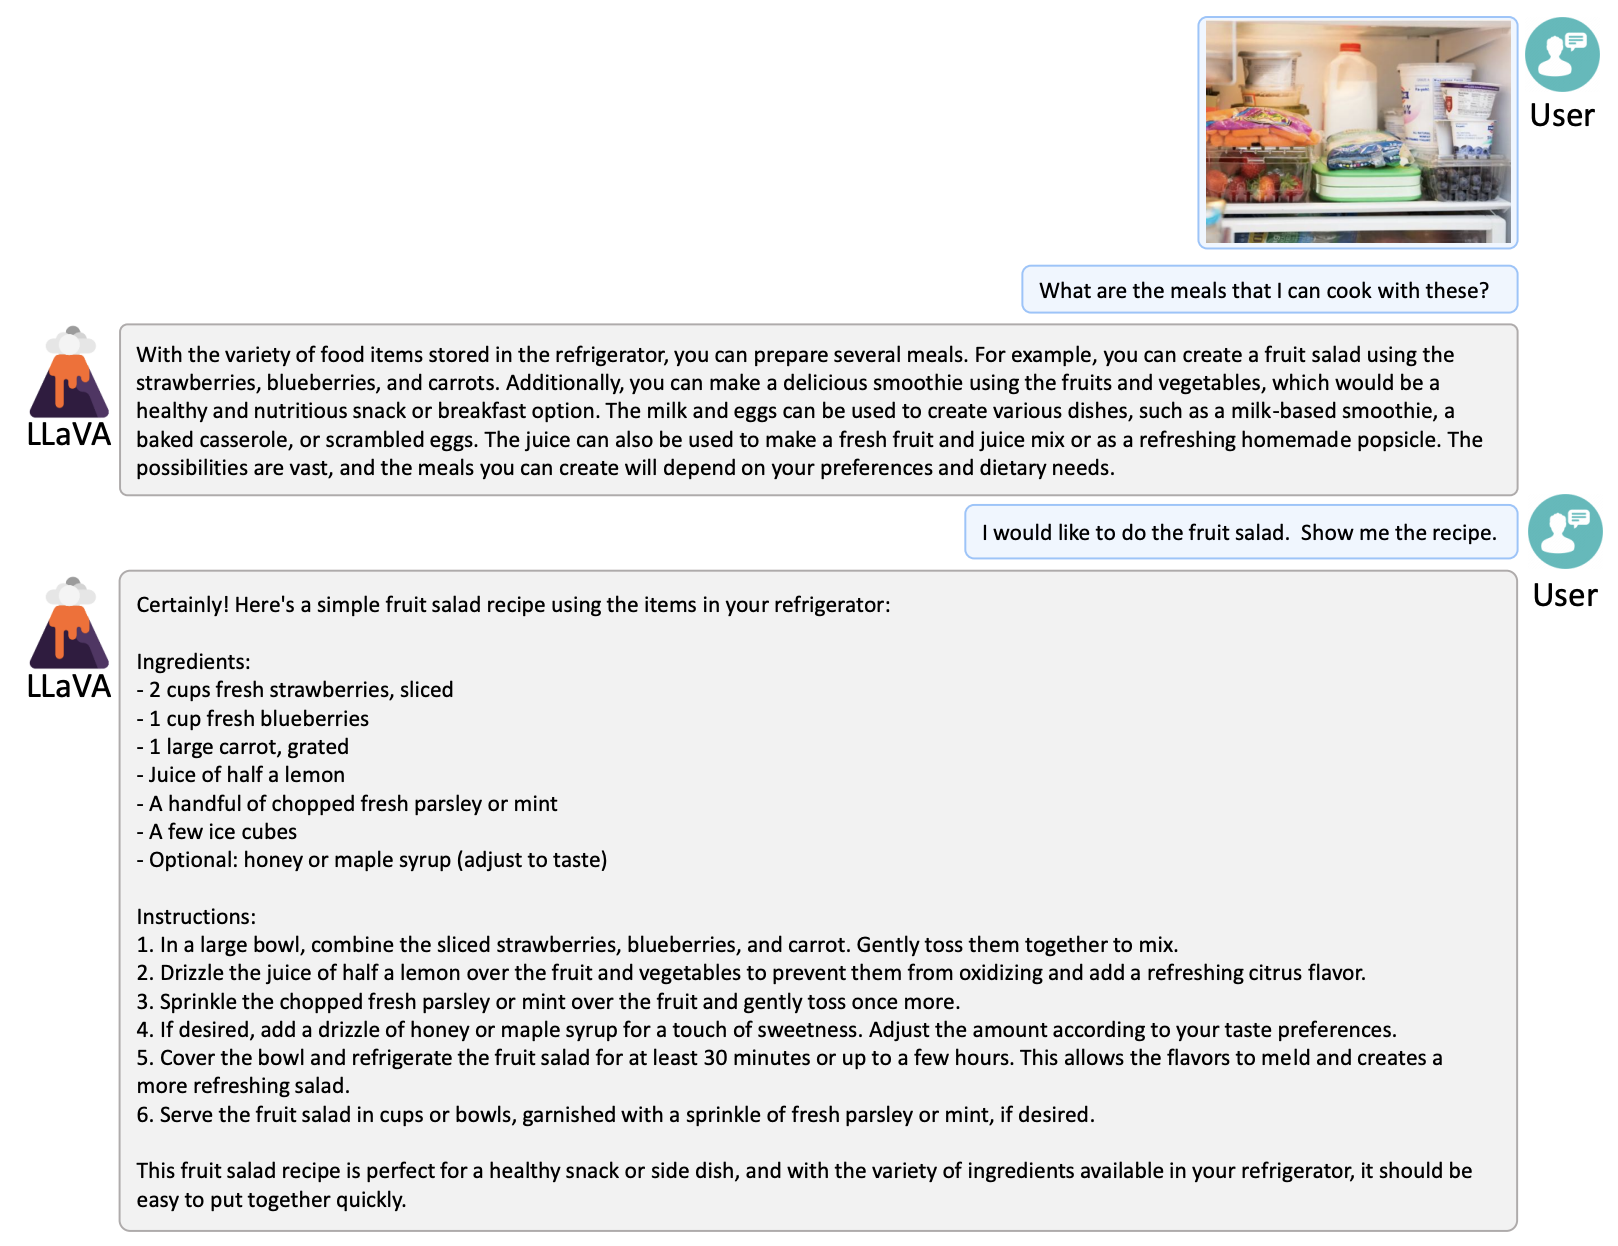 User
What are the meals that I can cook with these?
With the variety of food items stored in the refrigerator, you can prepare several meals. For example, you can create a fruit salad using the
strawberries, blueberries, and carrots. Additionally, you can make a delicious smoothie using the fruits and vegetables, which would be a
healthy and nutritious snack or breakfast option. The milk and eggs can be used to create various dishes, such as a milk-based smoothie, a
baked casserole, or scrambled eggs. The juice can also be used to make a fresh fruit and juice mix or as a refreshing homemade popsicle. The
possibilities are vast, and the meals you can create will depend on your preferences and dietary needs.
LLaVA
I would like to do the fruit salad.  Show me the recipe.
User
Certainly! Here's a simple fruit salad recipe using the items in your refrigerator:
LLaVA
Ingredients:
- 2 cups fresh strawberries, sliced
- 1 cup fresh blueberries
- 1 large carrot, grated
- Juice of half a lemon
- A handful of chopped fresh parsley or mint
- A few ice cubes
- Optional: honey or maple syrup (adjust to taste)
Instructions:
1. In a large bowl, combine the sliced strawberries, blueberries, and carrot. Gently toss them together to mix.
2. Drizzle the juice of half a lemon over the fruit and vegetables to prevent them from oxidizing and add a refreshing citrus flavor.
3. Sprinkle the chopped fresh parsley or mint over the fruit and gently toss once more.
4. If desired, add a drizzle of honey or maple syrup for a touch of sweetness. Adjust the amount according to your taste preferences.
5. Cover the bowl and refrigerate the fruit salad for at least 30 minutes or up to a few hours. This allows the flavors to meld and creates a
more refreshing salad.
6. Serve the fruit salad in cups or bowls, garnished with a sprinkle of fresh parsley or mint, if desired.
This fruit salad recipe is perfect for a healthy snack or side dish, and with the variety of ingredients available in your refrigerator, it should be
easy to put together quickly.